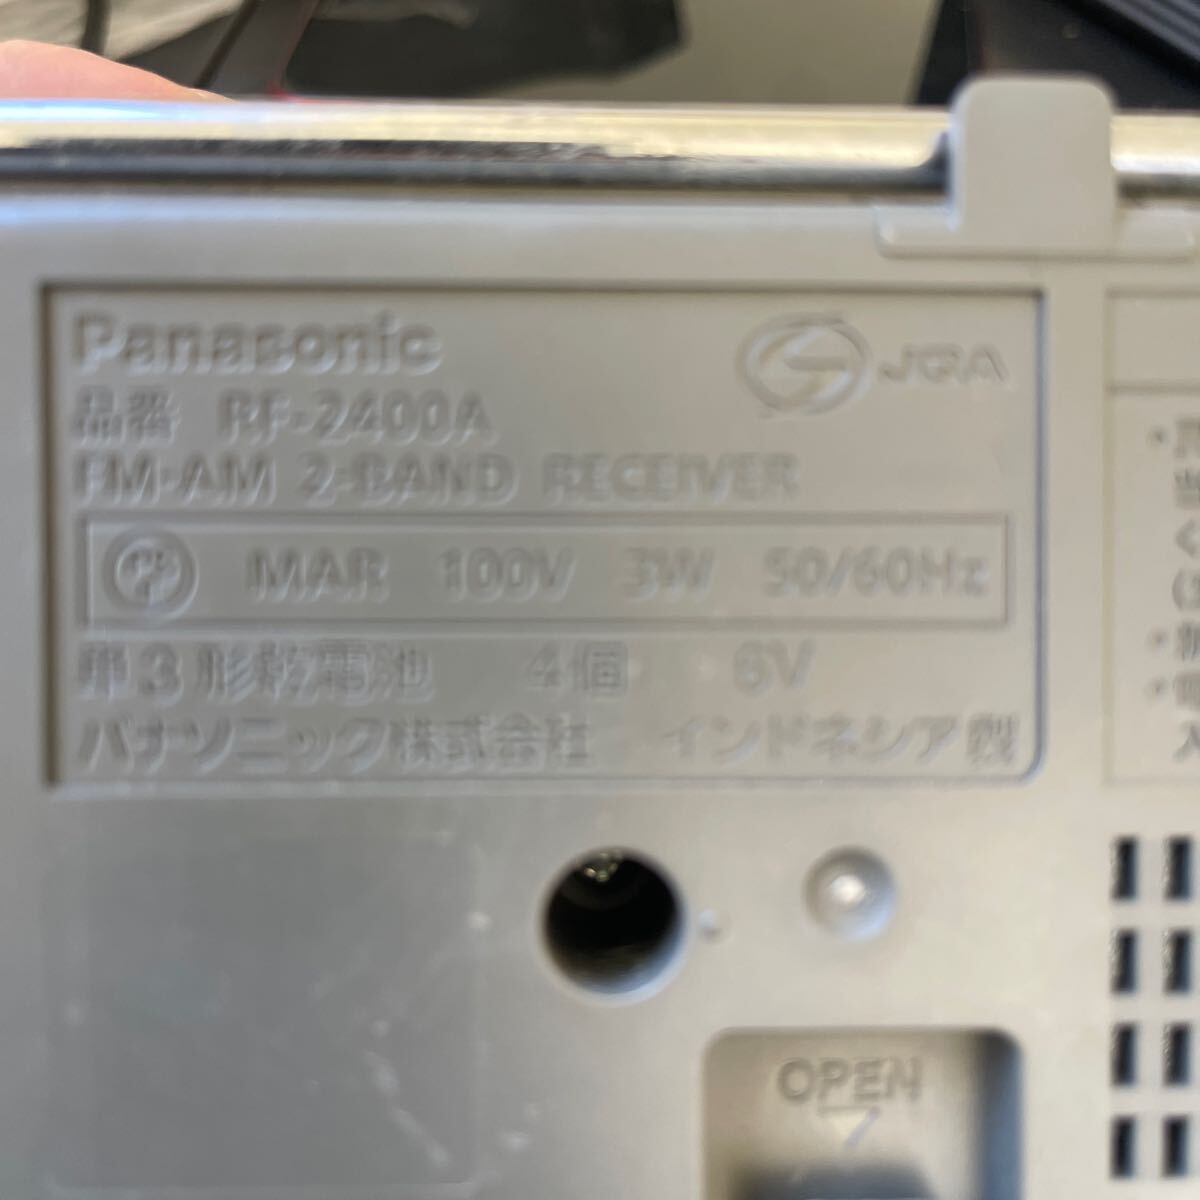 Panasonic
JQA
品番 RF-2400A
FM-AM 2-BAND RECEIVER
PSE MAR 100V 3W 50/60Hz
単3形乾電池 4個 6V
パナソニック株式会社 インドネシア製
OPEN